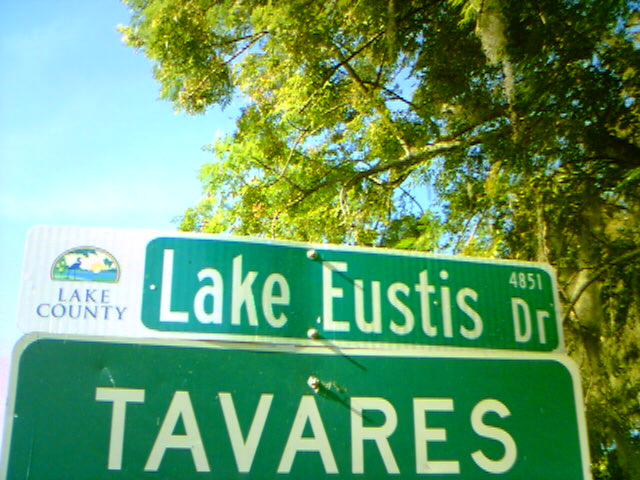 LAKE
COUNTY
Lake Eustis Dr
4851
TAVARES